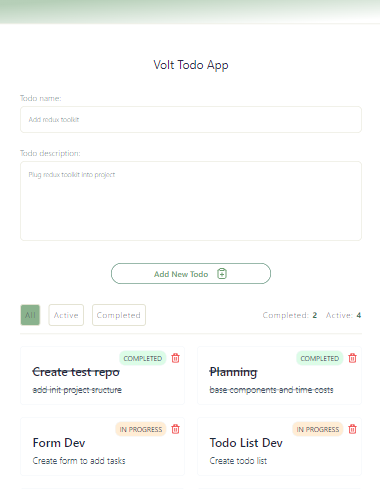 Volt Todo App
Todo name:
Add redux toolkit
Todo description:
Plug redux toolkit into project
Add New Todo
All Active Completed Completed: 2 Active: 4
COMPLETED COMPLETED
Create test repo Planning
add init project sructure base components and time costs
IN PROGRESS IN PROGRESS
Form Dev Todo List Dev
Create form to add tasks Create todo list